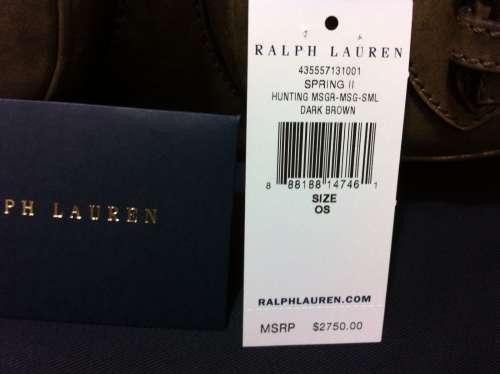 RALPH LAUREN
435557131001
SPRING II
HUNTING MSGR-MSG-SML
DARK BROWN
8 88188 14746 1
SIZE
OS
RALPHLAUREN.COM
MSRP $2750.00
PH LAUREN